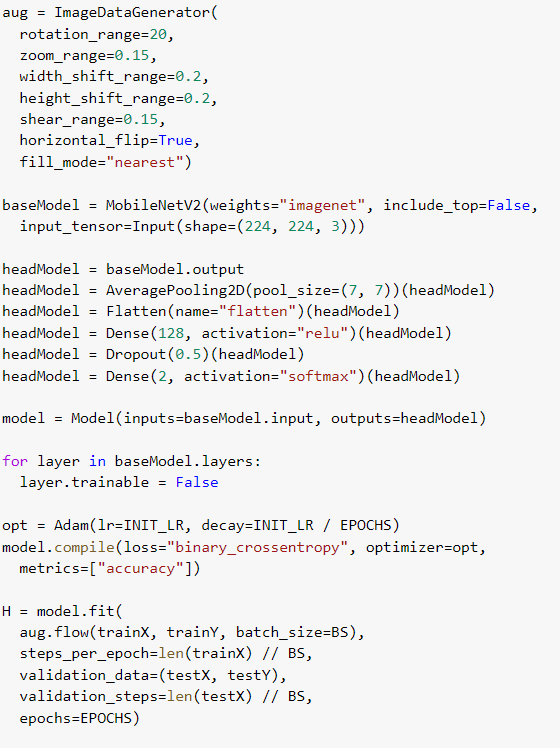 aug = ImageDataGenerator(
  rotation_range=20,
  zoom_range=0.15,
  width_shift_range=0.2,
  height_shift_range=0.2,
  shear_range=0.15,
  horizontal_flip=True,
  fill_mode="nearest")

baseModel = MobileNetV2(weights="imagenet", include_top=False,
  input_tensor=Input(shape=(224, 224, 3)))

headModel = baseModel.output
headModel = AveragePooling2D(pool_size=(7, 7))(headModel)
headModel = Flatten(name="flatten")(headModel)
headModel = Dense(128, activation="relu")(headModel)
headModel = Dropout(0.5)(headModel)
headModel = Dense(2, activation="softmax")(headModel)

model = Model(inputs=baseModel.input, outputs=headModel)

for layer in baseModel.layers:
  layer.trainable = False

opt = Adam(lr=INIT_LR, decay=INIT_LR / EPOCHS)
model.compile(loss="binary_crossentropy", optimizer=opt,
  metrics=["accuracy"])

H = model.fit(
  aug.flow(trainX, trainY, batch_size=BS),
  steps_per_epoch=len(trainX) // BS,
  validation_data=(testX, testY),
  validation_steps=len(testX) // BS,
  epochs=EPOCHS)